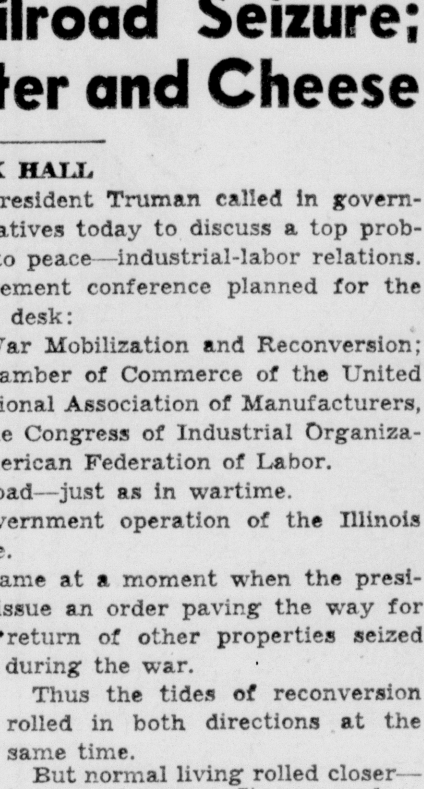 ilroad Seizure;
ter and Cheese
K HALL
resident Truman called in govern-
atives today to discuss a top prob-
to peace—industrial-labor relations.
ement conference planned for the
desk:
ar Mobilization and Reconversion;
amber of Commerce of the United
ional Association of Manufacturers,
e Congress of Industrial Organiza-
erican Federation of Labor.
oad—just as in wartime.
vernment operation of the Illinois
e.
ame at a moment when the presi-
issue an order paving the way for
return of other properties seized
during the war.
Thus the tides of reconversion
rolled in both directions at the
same time.
But normal living rolled closer—